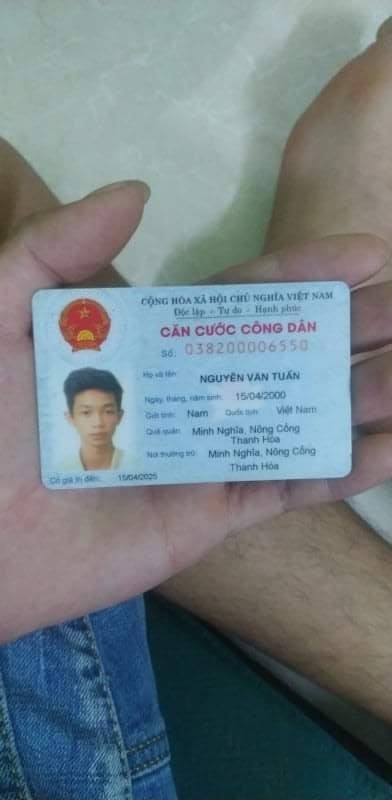 CỘNG HÒA XÃ HỘI CHỦ NGHĨA VIỆT NAM
Độc lập - Tự do - Hạnh phúc
CĂN CƯỚC CÔNG DÂN
Số: 038200006550
Họ và tên: NGUYỄN VĂN TUẤN
Ngày, tháng, năm sinh: 15/04/2000
Giới tính: Nam Quốc tịch: Việt Nam
Quê quán: Minh Nghĩa, Nông Cống
Thanh Hóa
Nơi thường trú: Minh Nghĩa, Nông Cống
Thanh Hóa
Có giá trị đến: 15/04/2025